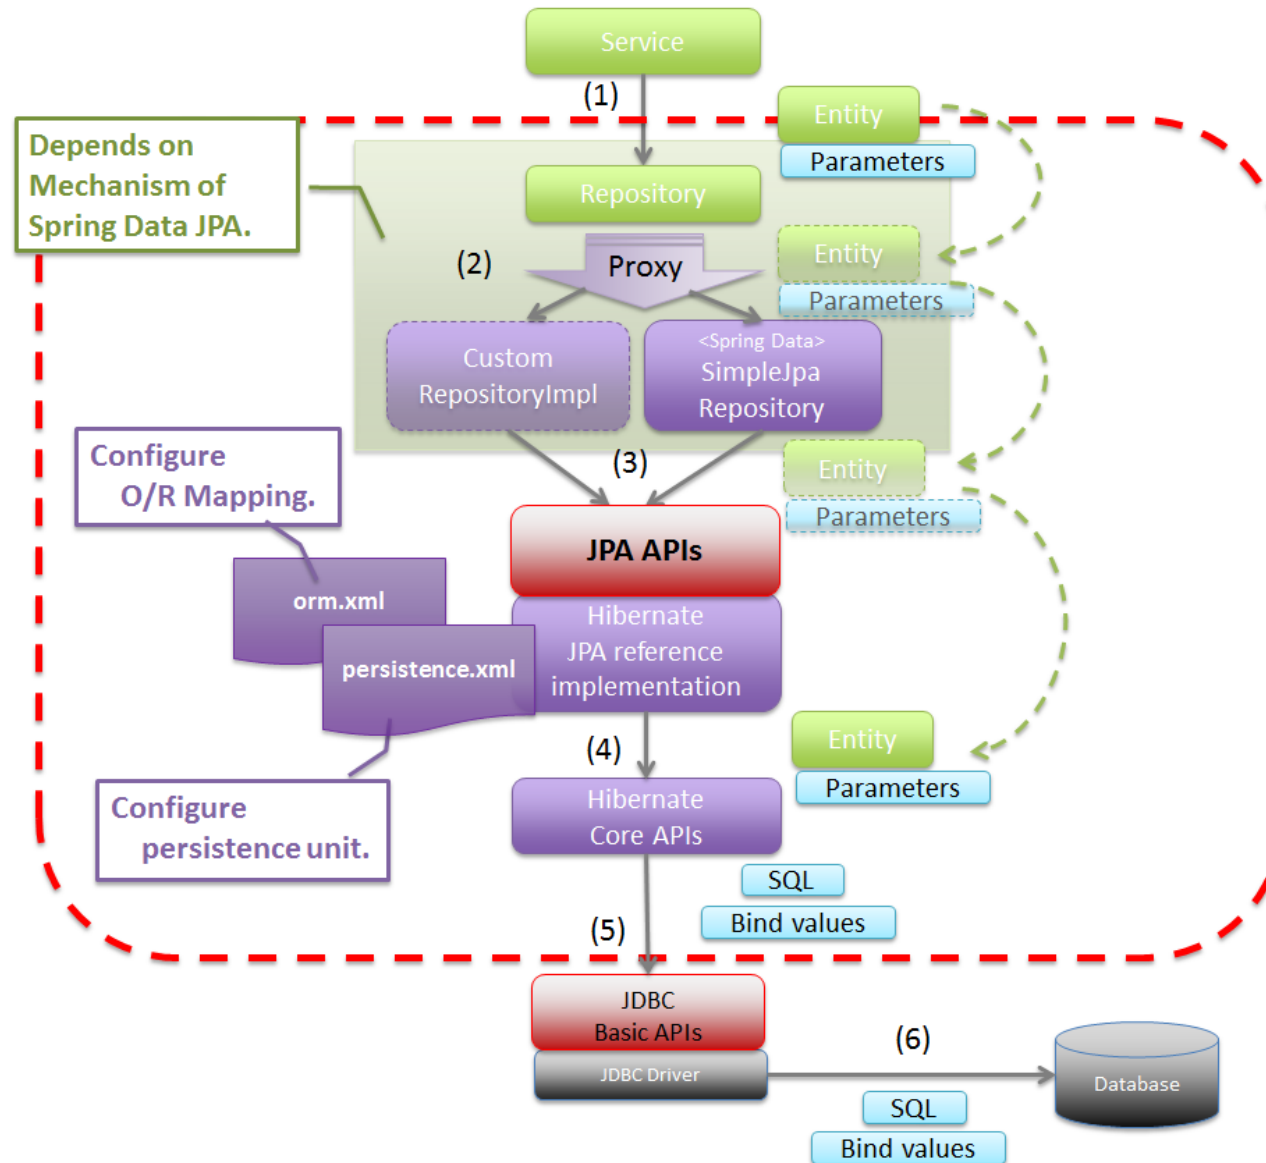 Service
(1)
Entity
Parameters
Depends on
Mechanism of
Spring Data JPA.
Repository
(2)
Proxy
Entity
Parameters
Custom
RepositoryImpl
<Spring Data>
SimpleJpa
Repository
(3)
Entity
Parameters
Configure
O/R Mapping.
JPA APIs
orm.xml
persistence.xml
Hibernate
JPA reference
implementation
(4)
Entity
Parameters
Configure
persistence unit.
Hibernate
Core APIs
SQL
Bind values
(5)
JDBC
Basic APIs
JDBC Driver
(6)
Database
SQL
Bind values